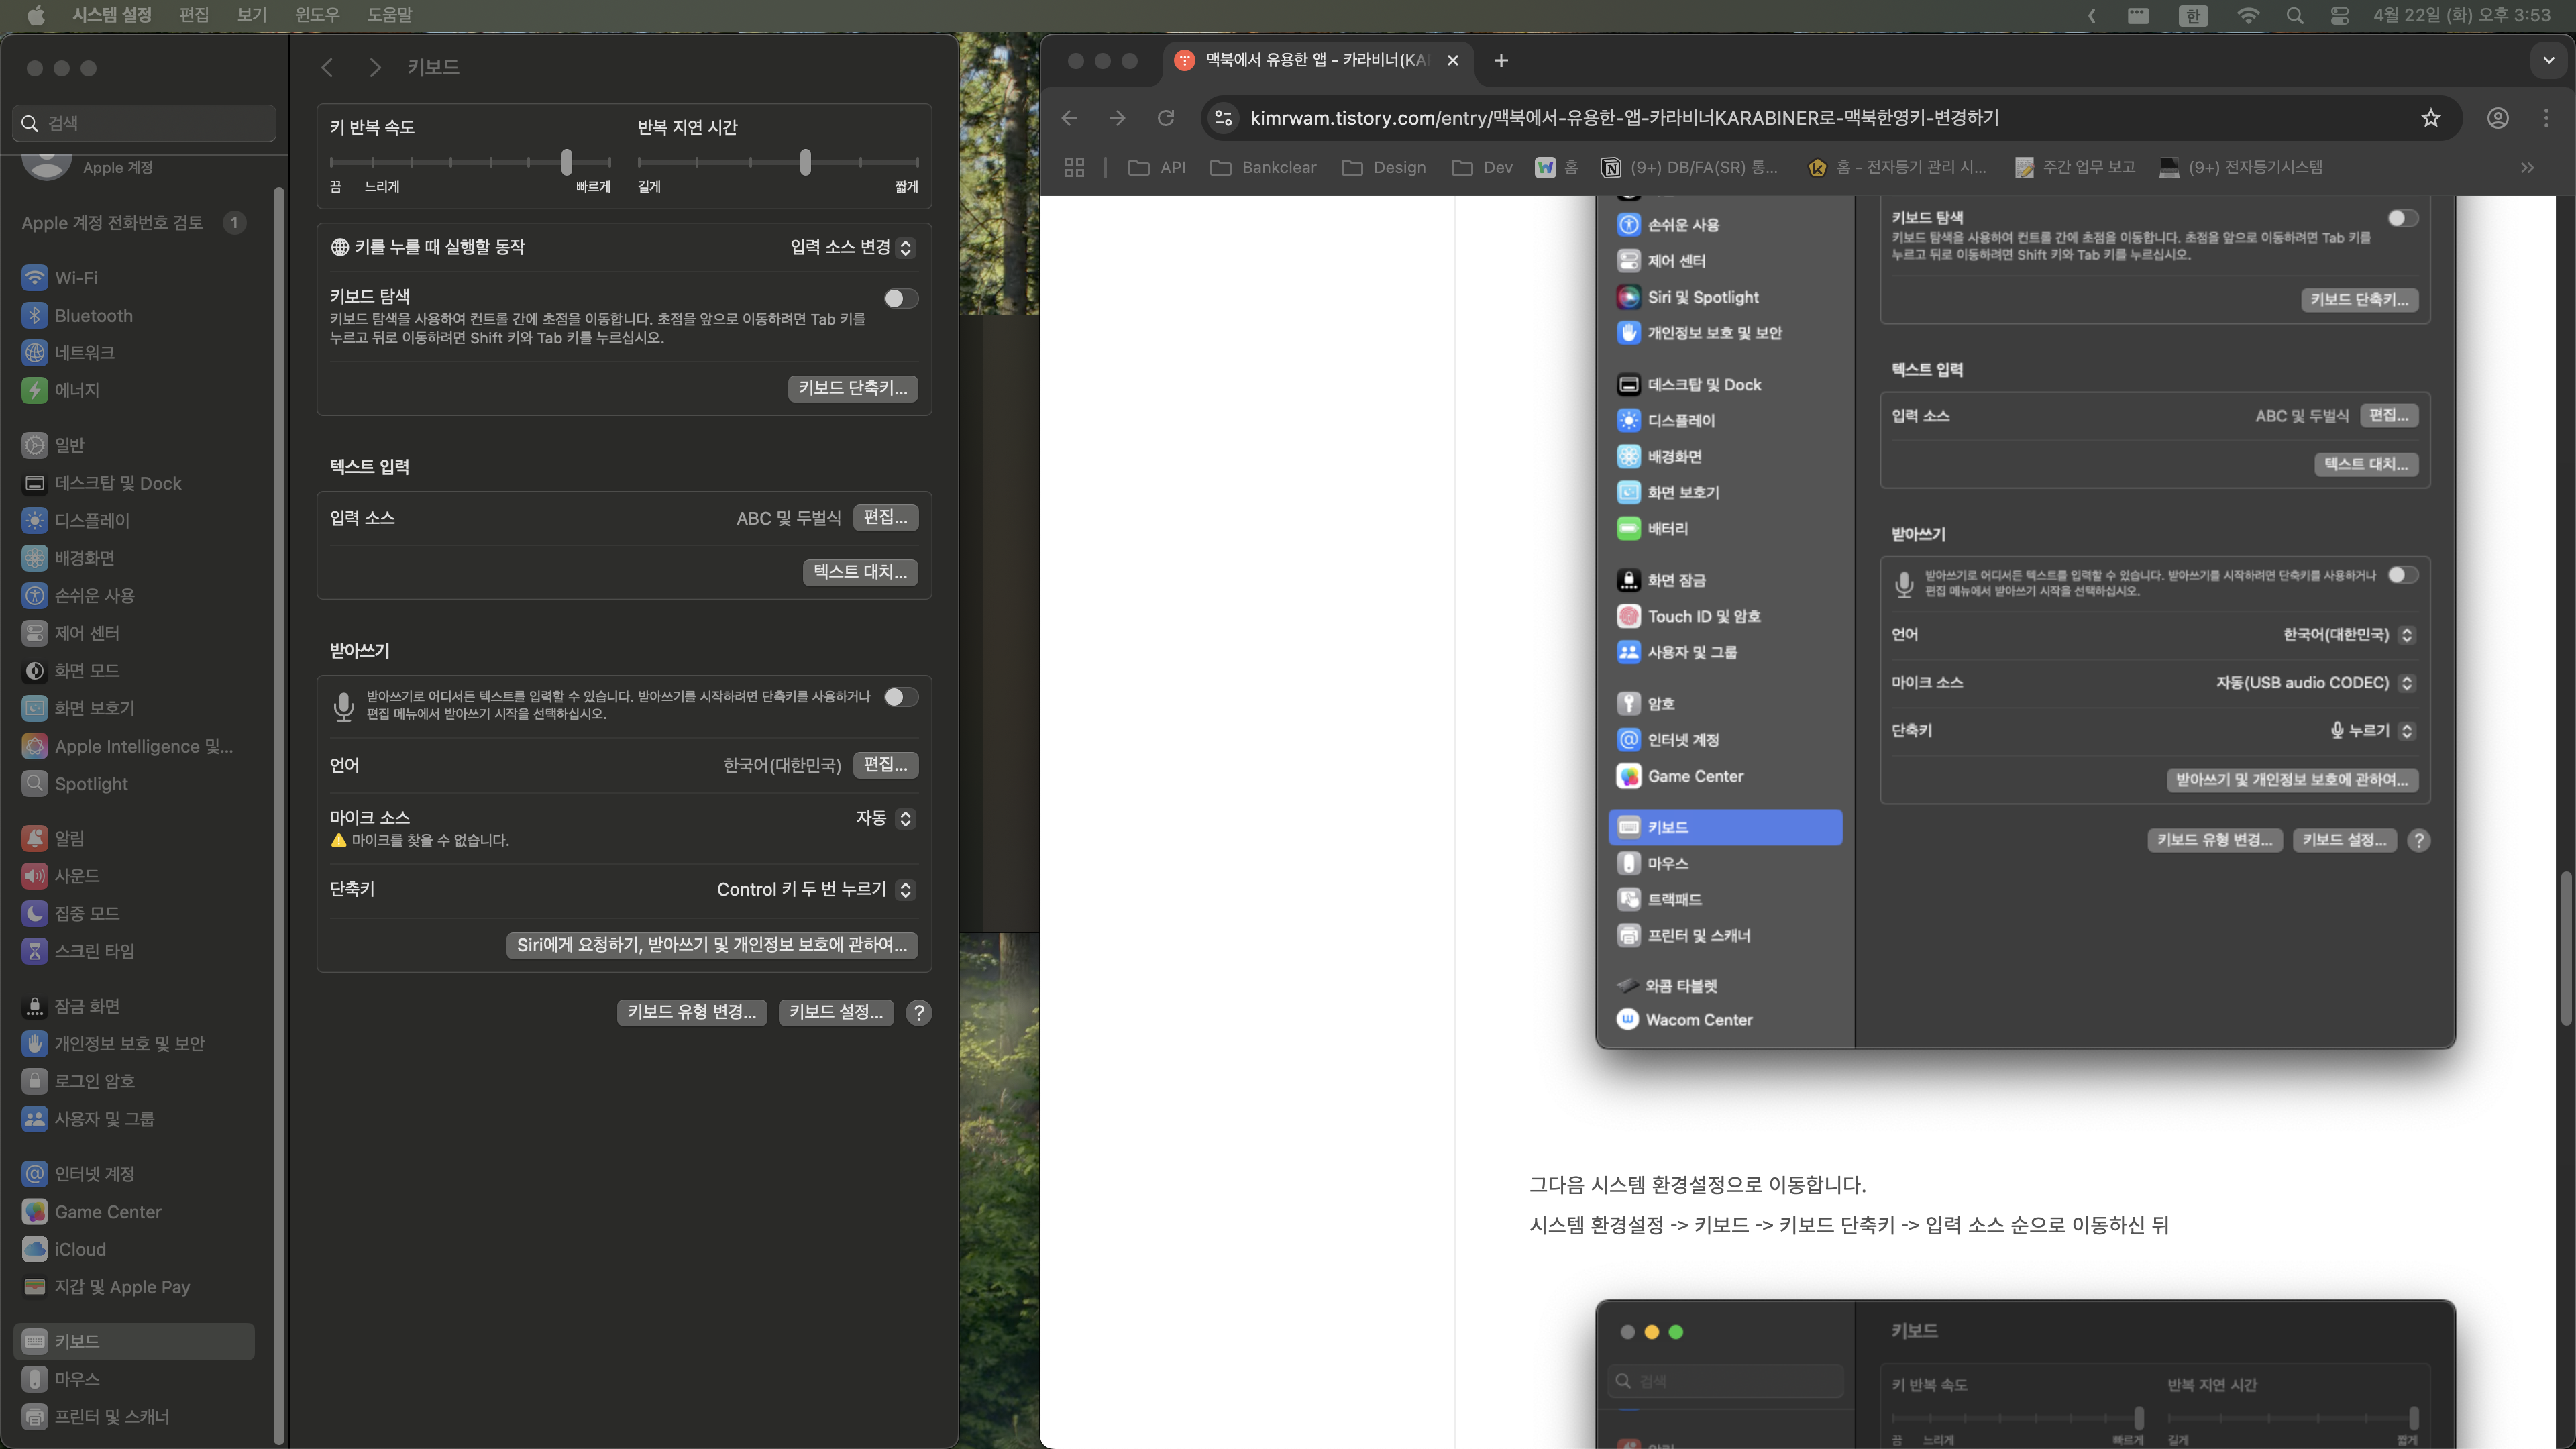 시스템 설정 편집 보기 윈도우 도움말
한
4월 22일 (화) 오후 3:53
검색
Apple 계정
Apple 계정 전화번호 검토 1
Wi-Fi
Bluetooth
네트워크
에너지
일반
데스크탑 및 Dock
디스플레이
배경화면
손쉬운 사용
제어 센터
화면 모드
화면 보호기
Apple Intelligence 및...
Spotlight
알림
사운드
집중 모드
스크린 타임
잠금 화면
개인정보 보호 및 보안
로그인 암호
사용자 및 그룹
인터넷 계정
Game Center
iCloud
지갑 및 Apple Pay
키보드
마우스
프린터 및 스캐너
키보드
키 반복 속도 반복 지연 시간
끔 느리게 빠르게 길게 짧게
키를 누를 때 실행할 동작 입력 소스 변경
키보드 탐색
키보드 탐색을 사용하여 컨트롤 간에 초점을 이동합니다. 초점을 앞으로 이동하려면 Tab 키를
누르고 뒤로 이동하려면 Shift 키와 Tab 키를 누르십시오.
키보드 단축키...
텍스트 입력
입력 소스 ABC 및 두벌식 편집...
텍스트 대치...
받아쓰기
받아쓰기로 어디서든 텍스트를 입력할 수 있습니다. 받아쓰기를 시작하려면 단축키를 사용하거나
편집 메뉴에서 받아쓰기 시작을 선택하십시오.
언어 한국어(대한민국) 편집...
마이크 소스 자동
마이크를 찾을 수 없습니다.
단축키 Control 키 두 번 누르기
Siri에게 요청하기, 받아쓰기 및 개인정보 보호에 관하여...
키보드 유형 변경... 키보드 설정... ?
맥북에서 유용한 앱 - 카라비너(KA
kimrwam.tistory.com/entry/맥북에서-유용한-앱-카라비너KARABINER로-맥북한영키-변경하기
API Bankclear Design Dev 홈 (9+) DB/FA(SR) 통... 홈 - 전자등기 관리 시... 주간 업무 보고 (9+) 전자등기시스템
손쉬운 사용
제어 센터
Siri 및 Spotlight
개인정보 보호 및 보안
데스크탑 및 Dock
디스플레이
배경화면
화면 보호기
배터리
화면 잠금
Touch ID 및 암호
사용자 및 그룹
암호
인터넷 계정
Game Center
키보드
마우스
트랙패드
프린터 및 스캐너
와콤 타블렛
Wacom Center
키보드 탐색
키보드 탐색을 사용하여 컨트롤 간에 초점을 이동합니다. 초점을 앞으로 이동하려면 Tab 키를
누르고 뒤로 이동하려면 Shift 키와 Tab 키를 누르십시오.
키보드 단축키...
텍스트 입력
입력 소스 ABC 및 두벌식 편집...
텍스트 대치...
받아쓰기
받아쓰기로 어디서든 텍스트를 입력할 수 있습니다. 받아쓰기를 시작하려면 단축키를 사용하거나
편집 메뉴에서 받아쓰기 시작을 선택하십시오.
언어 한국어(대한민국)
마이크 소스 자동(USB audio CODEC)
단축키 누르기
받아쓰기 및 개인정보 보호에 관하여...
키보드 유형 변경... 키보드 설정... ?
그다음 시스템 환경설정으로 이동합니다.
시스템 환경설정 -> 키보드 -> 키보드 단축키 -> 입력 소스 순으로 이동하신 뒤
검색
키보드
키 반복 속도 반복 지연 시간
끔 느리게 빠르게 길게 짧게